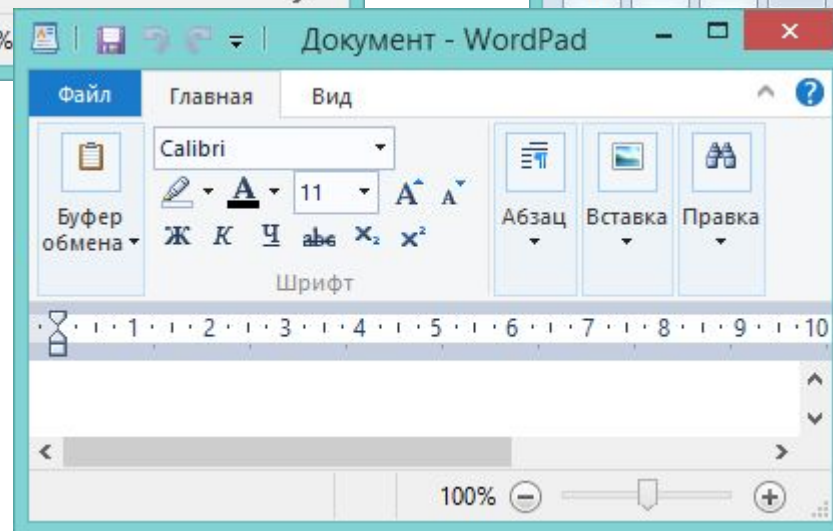 %
Документ - WordPad
Файл Главная Вид
Calibri
11 A A
Буфер обмена
Ж К Ч abc X₂ X²
Абзац Вставка Правка
Шрифт
1 2 3 4 5 6 7 8 9 10
100%